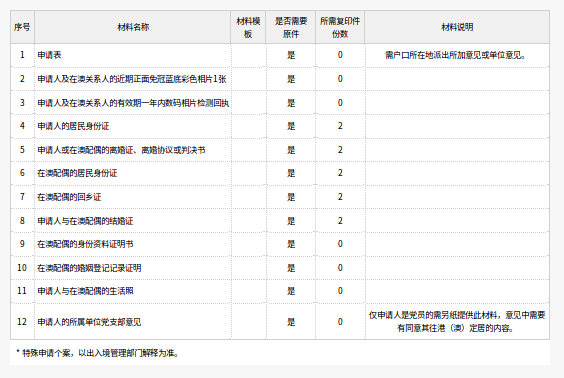 序号 材料名称 材料模板 是否需要原件 所需复印件份数 材料说明
1 申请表 是 0 需户口所在地派出所加意见或单位意见。
2 申请人及在澳关系人的近期正面免冠蓝底彩色相片1张 是 0
3 申请人及在澳关系人的有效期一年内数码相片检测回执 是 0
4 申请人的居民身份证 是 2
5 申请人或在澳配偶的离婚证、离婚协议或判决书 是 2
6 在澳配偶的居民身份证 是 2
7 在澳配偶的回乡证 是 2
8 申请人与在澳配偶的结婚证 是 2
9 在澳配偶的身份资料证明书 是 0
10 在澳配偶的婚姻登记记录证明 是 0
11 申请人与在澳配偶的生活照 是 0
12 申请人的所属单位党支部意见 是 0 仅申请人是党员的需另纸提供此材料，意见中需要有同意其往港（澳）定居的内容。
* 特殊申请个案，以出入境管理部门解释为准。